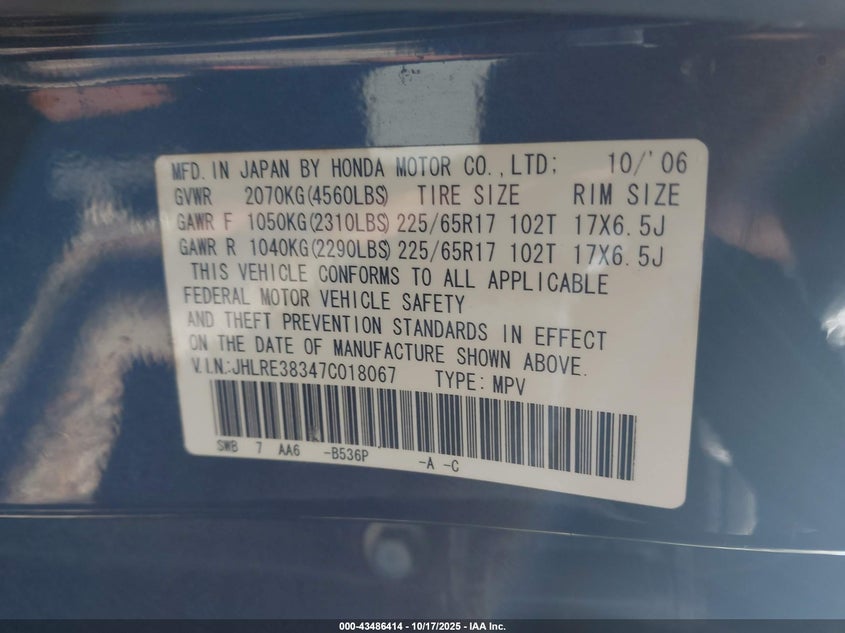 MFD. IN JAPAN BY HONDA MOTOR CO., LTD; 10/'06
GVWR 2070KG(4560LBS) TIRE SIZE RIM SIZE
GAWR F 1050KG(2310LBS) 225/65R17 102T 17X6.5J
GAWR R 1040KG(2290LBS) 225/65R17 102T 17X6.5J
THIS VEHICLE CONFORMS TO ALL APPLICABLE
FEDERAL MOTOR VEHICLE SAFETY
AND THEFT PREVENTION STANDARDS IN EFFECT
ON THE DATE OF MANUFACTURE SHOWN ABOVE.
V.I.N.:JHLRE38347C018067 TYPE: MPV
SWB 7 AA6 -B536P -A -C
000-43486414 - 10/17/2025 - IAA Inc.